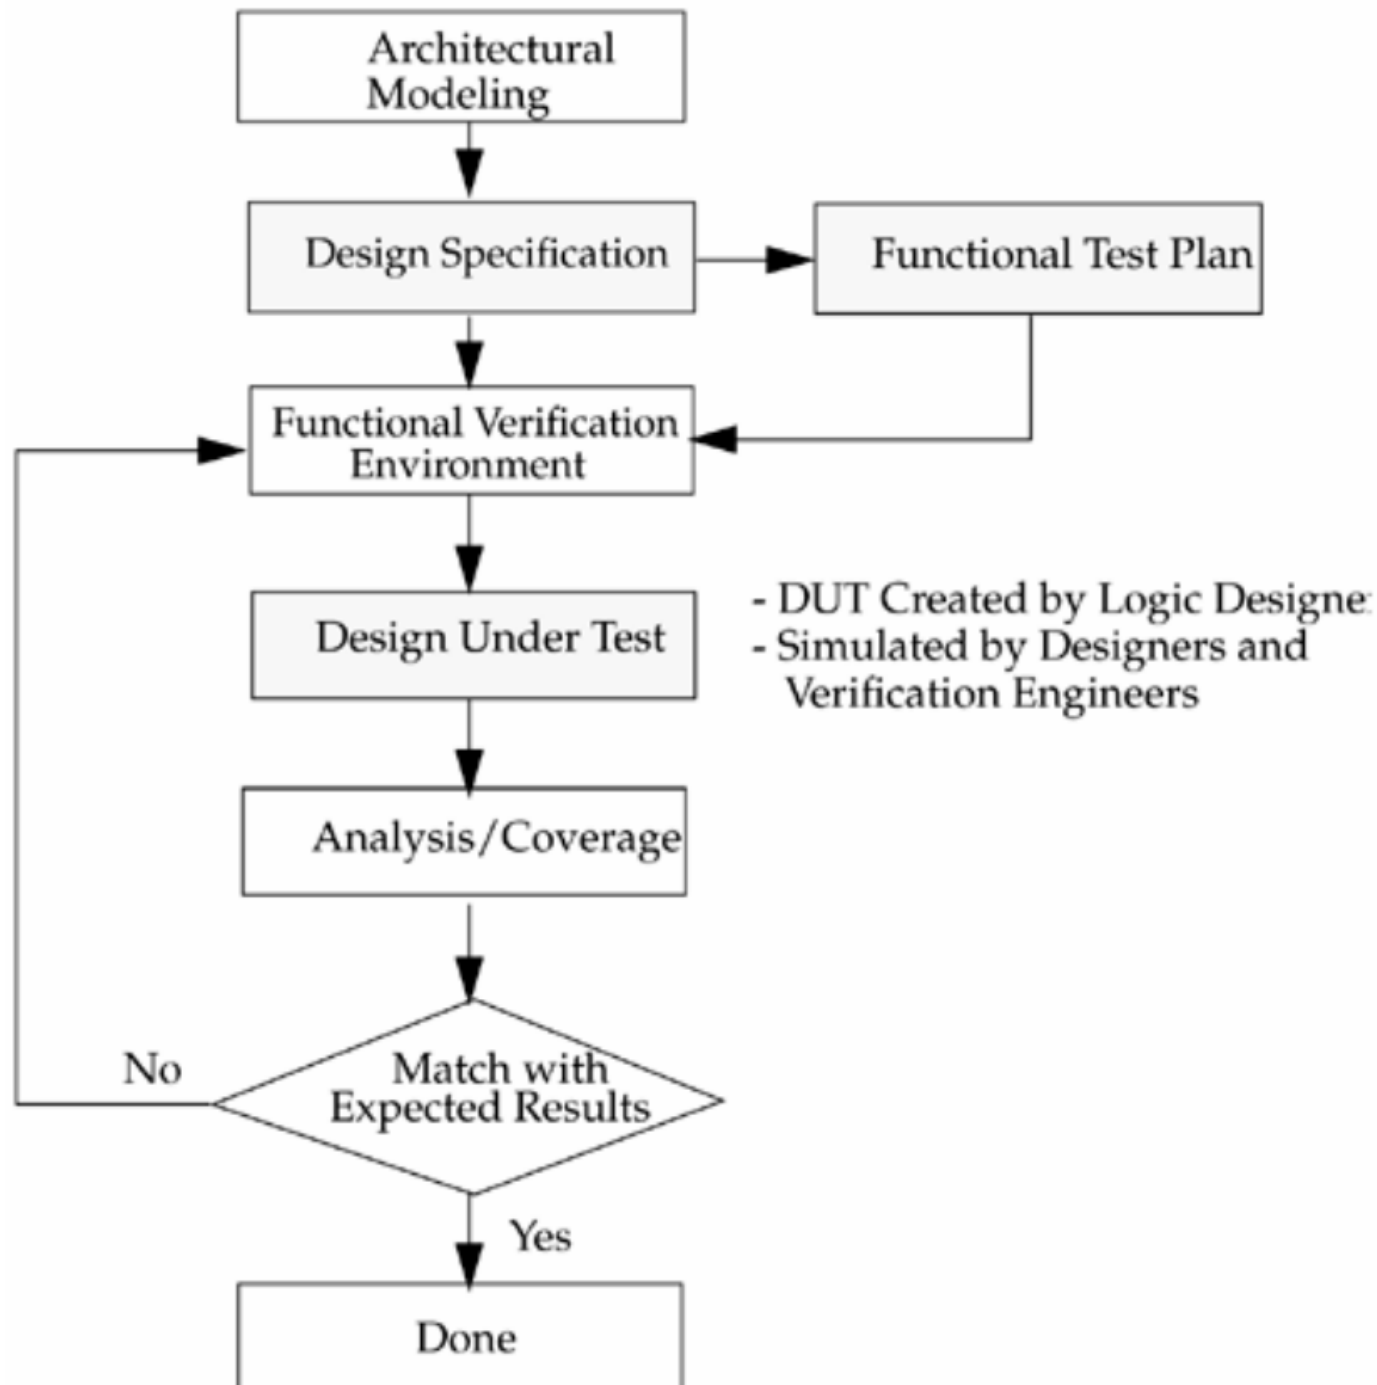 Architectural
Modeling
Design Specification
Functional Test Plan
Functional Verification
Environment
Design Under Test
- DUT Created by Logic
- Simulated by Designers and
Verification Engineers
Analysis/Coverage
No
Match with
Expected Results
Yes
Done